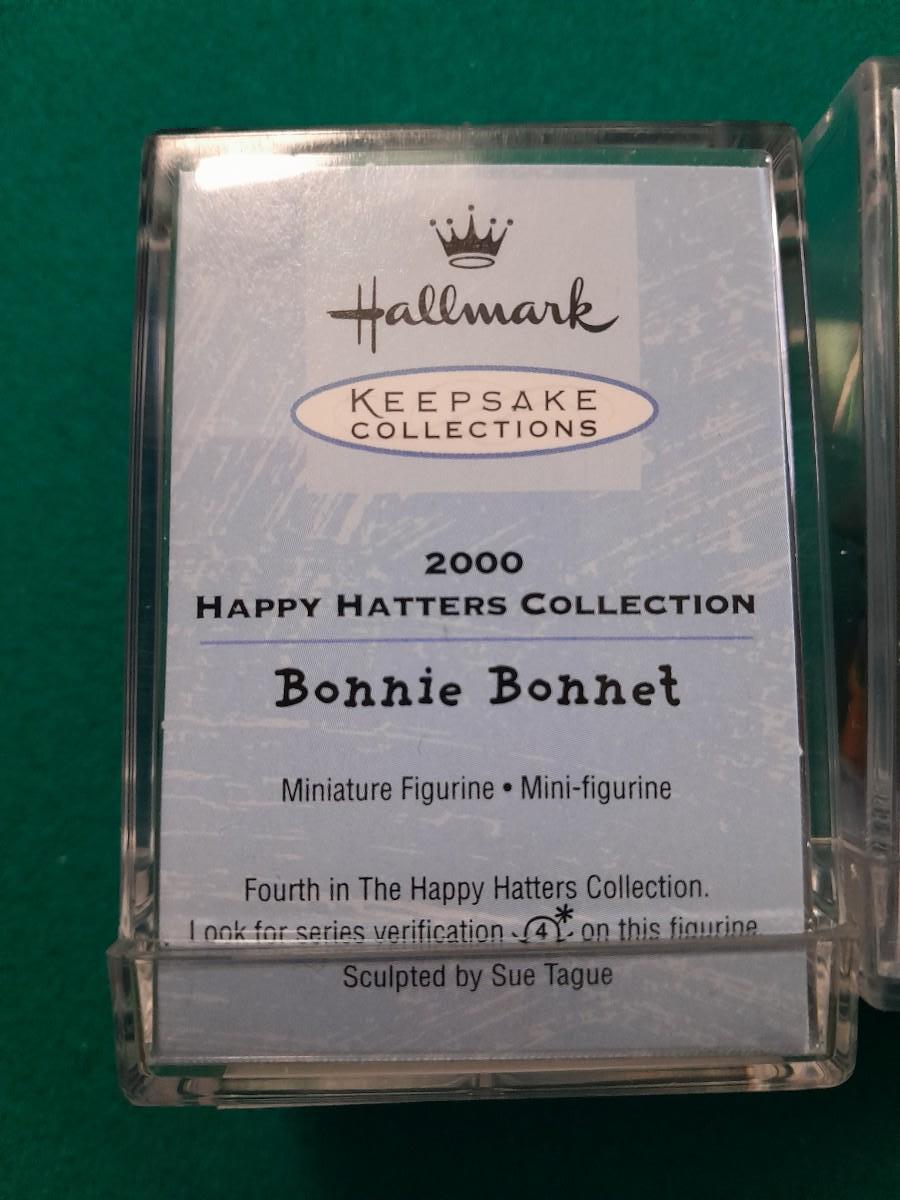 Hallmark
KEEPSAKE
COLLECTIONS
2000
HAPPY HATTERS COLLECTION
Bonnie Bonnet
Miniature Figurine • Mini-figurine
Fourth in The Happy Hatters Collection.
Look for series verification 4* on this figurine
Sculpted by Sue Tague